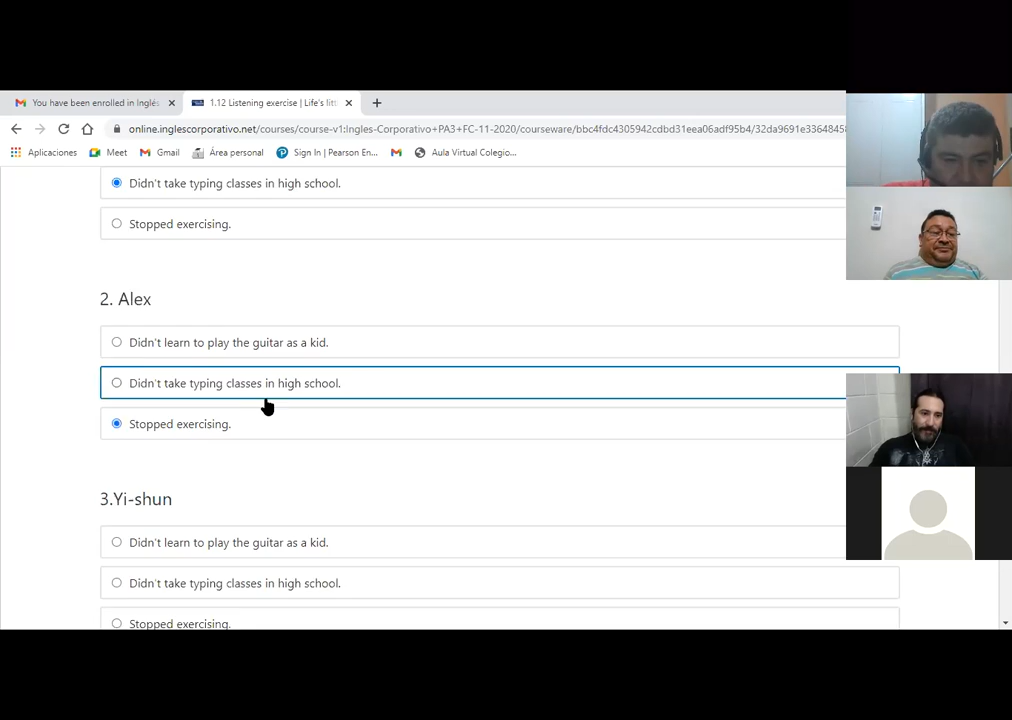 You have been enrolled in Inglés
1.12 Listening exercise | Life's litt
online.inglescorporativo.net/courses/course-v1:Ingles-Corporativo+PA3+FC-11-2020/courseware/bbc4fdc4305942cdbd31eea06adf95b4/32da9691e3364845
Aplicaciones Meet Gmail Área personal Sign In | Pearson En... Aula Virtual Colegio...
Didn't take typing classes in high school.
Stopped exercising.
2. Alex
Didn't learn to play the guitar as a kid.
Didn't take typing classes in high school.
Stopped exercising.
3.Yi-shun
Didn't learn to play the guitar as a kid.
Didn't take typing classes in high school.
Stopped exercising.